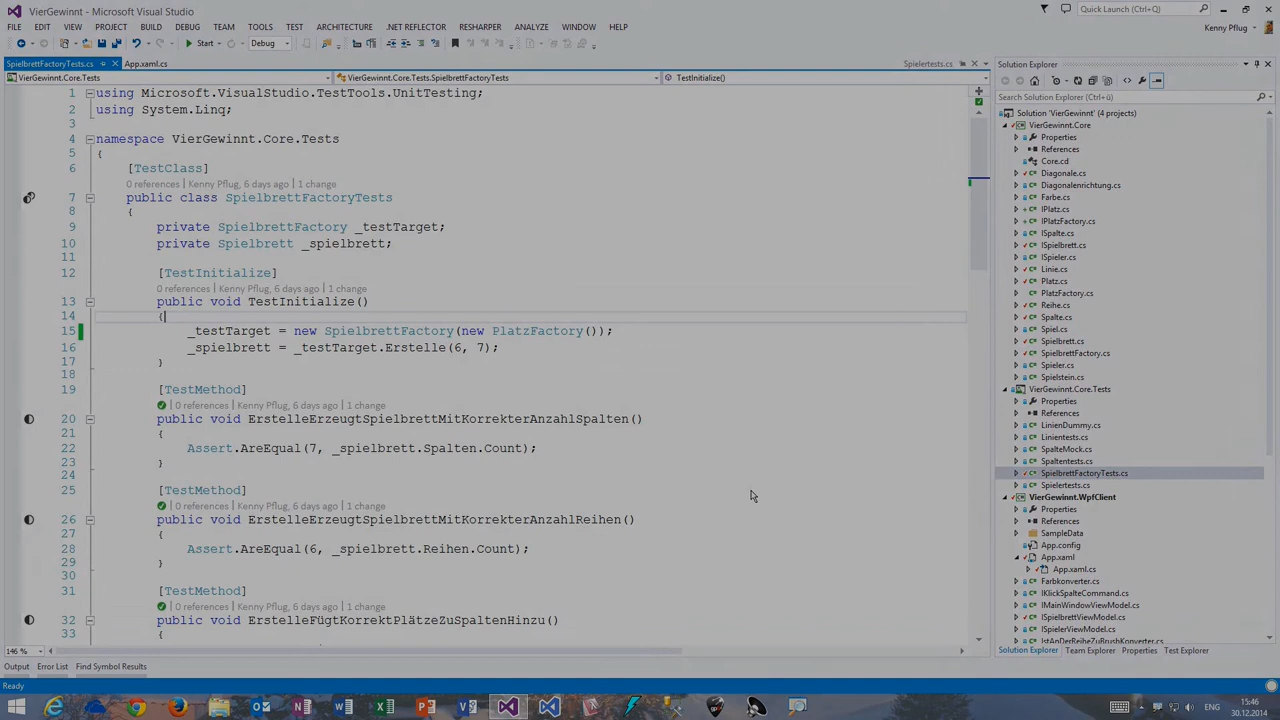 VierGewinnt - Microsoft Visual Studio
Quick Launch (Ctrl+Q)
FILE EDIT VIEW PROJECT BUILD DEBUG TEAM TOOLS TEST ARCHITECTURE .NET REFLECTOR RESHARPER ANALYZE WINDOW HELP
Kenny Pflug
Start Debug
SpielbrettFactoryTests.cs App.xaml.cs Spielertests.cs
VierGewinnt.Core.Tests VierGewinnt.Core.Tests.SpielbrettFactoryTests TestInitialize()
1 using Microsoft.VisualStudio.TestTools.UnitTesting;
2 using System.Linq;
3
4 namespace VierGewinnt.Core.Tests
5 {
6 [TestClass]
0 references | Kenny Pflug, 6 days ago | 1 change
7 public class SpielbrettFactoryTests
8 {
9 private SpielbrettFactory _testTarget;
10 private Spielbrett _spielbrett;
11
12 [TestInitialize]
0 references | Kenny Pflug, 6 days ago | 1 change
13 public void TestInitialize()
14 {
15 _testTarget = new SpielbrettFactory(new PlatzFactory());
16 _spielbrett = _testTarget.Erstelle(6, 7);
17 }
18
19 [TestMethod]
0 references | Kenny Pflug, 6 days ago | 1 change
20 public void ErstelleErzeugtSpielbrettMitKorrekterAnzahlSpalten()
21 {
22 Assert.AreEqual(7, _spielbrett.Spalten.Count);
23 }
24
25 [TestMethod]
0 references | Kenny Pflug, 6 days ago | 1 change
26 public void ErstelleErzeugtSpielbrettMitKorrekterAnzahlReihen()
27 {
28 Assert.AreEqual(6, _spielbrett.Reihen.Count);
29 }
30
31 [TestMethod]
0 references | Kenny Pflug, 6 days ago | 1 change
32 public void ErstelleFügtKorrektPlätzeZuSpaltenHinzu()
33 {
146 %
Output Error List Find Symbol Results
Ready
Solution Explorer
Search Solution Explorer (Ctrl+ü)
Solution 'VierGewinnt' (4 projects)
VierGewinnt.Core
Properties
References
Core.cd
Diagonale.cs
Diagonalenrichtung.cs
Farbe.cs
IPlatz.cs
IPlatzFactory.cs
ISpalte.cs
ISpielbrett.cs
ISpieler.cs
Linie.cs
Platz.cs
PlatzFactory.cs
Reihe.cs
Spalte.cs
Spiel.cs
Spielbrett.cs
SpielbrettFactory.cs
Spieler.cs
Spielstein.cs
VierGewinnt.Core.Tests
Properties
References
LinienDummy.cs
Linientests.cs
SpalteMock.cs
Spaltentests.cs
SpielbrettFactoryTests.cs
Spielertests.cs
VierGewinnt.WpfClient
Properties
References
SampleData
App.config
App.xaml
App.xaml.cs
Farbkonverter.cs
IKlickSpalteCommand.cs
IMainWindowViewModel.cs
ISpielbrettViewModel.cs
ISpielerViewModel.cs
IstAnDerReiheZuBrushKonverter.cs
Solution Explorer Team Explorer Properties Test Explorer
15:46
30.12.2014